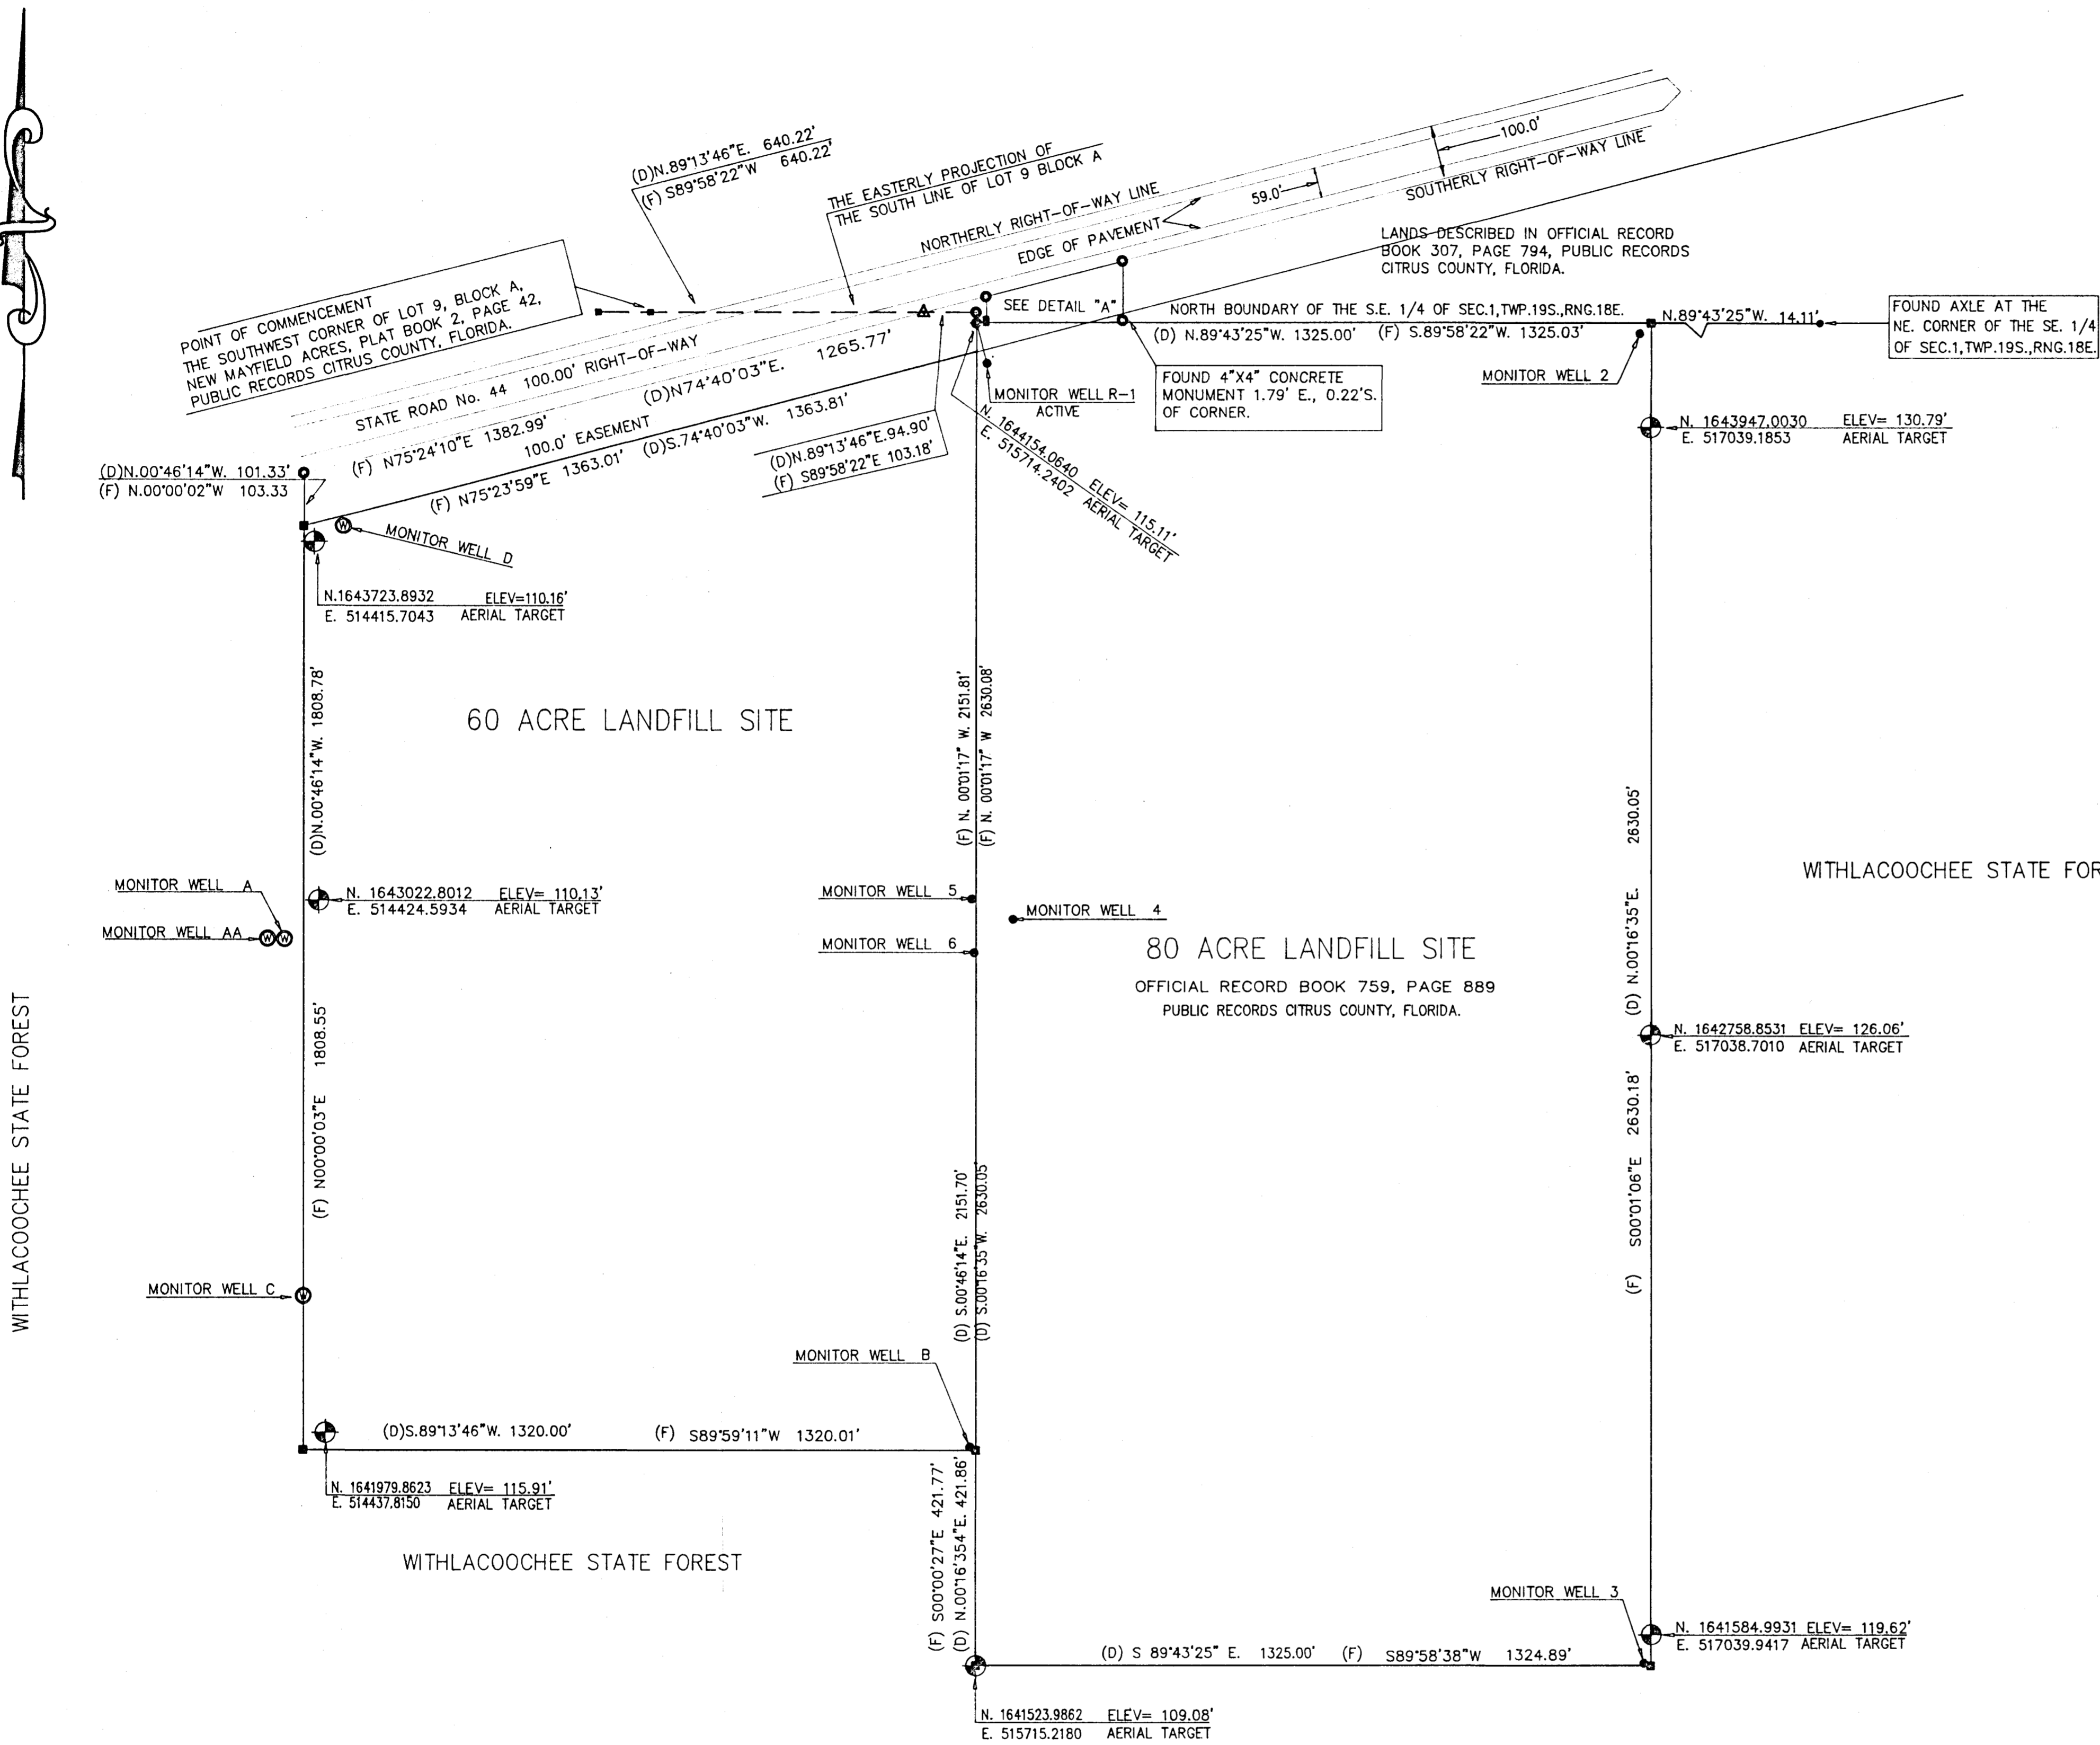 (D)N.89°13'46"E. 640.22'
(F) S89°58'22"W 640.22'
THE EASTERLY PROJECTION OF
THE SOUTH LINE OF LOT 9 BLOCK A
NORTHERLY RIGHT-OF-WAY LINE
EDGE OF PAVEMENT
59.0'
100.0'
SOUTHERLY RIGHT-OF-WAY LINE
POINT OF COMMENCEMENT
THE SOUTHWEST CORNER OF LOT 9, BLOCK A,
NEW MAYFIELD ACRES, PLAT BOOK 2, PAGE 42,
PUBLIC RECORDS CITRUS COUNTY, FLORIDA.
LANDS DESCRIBED IN OFFICIAL RECORD
BOOK 307, PAGE 794, PUBLIC RECORDS
CITRUS COUNTY, FLORIDA.
SEE DETAIL "A"
NORTH BOUNDARY OF THE S.E. 1/4 OF SEC.1,TWP.19S.,RNG.18E.
(D) N.89°43'25"W. 1325.00' (F) S.89°58'22"W. 1325.03'
N.89°43'25"W. 14.11'
FOUND AXLE AT THE
NE. CORNER OF THE SE. 1/4
OF SEC.1,TWP.19S.,RNG.18E.
STATE ROAD No. 44 100.00' RIGHT-OF-WAY
(F) N75°24'10"E 1382.99' (D)N74°40'03"E. 1265.77'
100.0' EASEMENT
(F) N75°23'59"E 1363.01' (D)S.74°40'03"W. 1363.81'
(D)N.89°13'46"E.94.90'
(F) S89°58'22"E 103.18'
MONITOR WELL R-1
ACTIVE
FOUND 4"X4" CONCRETE
MONUMENT 1.79' E., 0.22'S.
OF CORNER.
MONITOR WELL 2
N. 1644154.0640 ELEV= 115.11'
E. 515714.2402 AERIAL TARGET
N. 1643947.0030 ELEV= 130.79'
E. 517039.1853 AERIAL TARGET
(D)N.00°46'14"W. 101.33'
(F) N.00°00'02"W 103.33
MONITOR WELL D
N.1643723.8932 ELEV=110.16'
E. 514415.7043 AERIAL TARGET
(D)N.00°46'14"W. 1808.78'
60 ACRE LANDFILL SITE
(F) N. 00°01'17" W. 2151.81'
(F) N. 00°01'17" W 2630.08'
(D) N.00°16'35"E. 2630.05'
WITHLACOOCHEE STATE FOR
MONITOR WELL A
MONITOR WELL AA
N. 1643022.8012 ELEV= 110.13'
E. 514424.5934 AERIAL TARGET
MONITOR WELL 5
MONITOR WELL 4
MONITOR WELL 6
80 ACRE LANDFILL SITE
OFFICIAL RECORD BOOK 759, PAGE 889
PUBLIC RECORDS CITRUS COUNTY, FLORIDA.
N. 1642758.8531 ELEV= 126.06'
E. 517038.7010 AERIAL TARGET
WITHLACOOCHEE STATE FOREST
(F) N00°00'03"E 1808.55'
(F) S00°01'06"E 2630.18'
(D) S.00°46'14"E. 2151.70'
(D) S.00°16'35"W. 2630.05
MONITOR WELL C
MONITOR WELL B
(D)S.89°13'46"W. 1320.00' (F) S89°59'11"W 1320.01'
N. 1641979.8623 ELEV= 115.91'
E. 514437.8150 AERIAL TARGET
WITHLACOOCHEE STATE FOREST
(F) S00°00'27"E 421.77'
(D) N.00°16'354"E. 421.86'
MONITOR WELL 3
N. 1641584.9931 ELEV= 119.62'
E. 517039.9417 AERIAL TARGET
(D) S 89°43'25" E. 1325.00' (F) S89°58'38"W 1324.89'
N. 1641523.9862 ELEV= 109.08'
E. 515715.2180 AERIAL TARGET